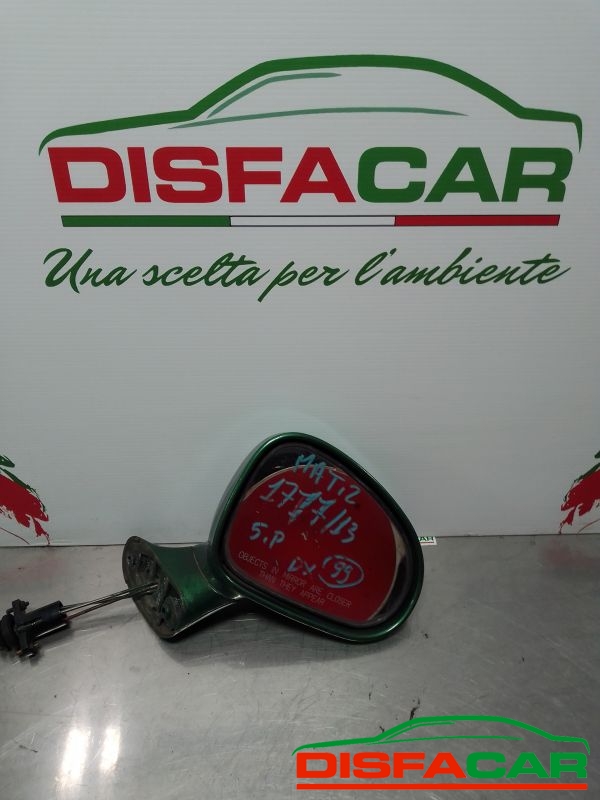 DISFACAR
Una scelta per l'ambiente
MATIZ
1777/13
5.P DX 99
OBJECTS IN MIRROR ARE CLOSER
THAN THEY APPEAR
DISFACAR